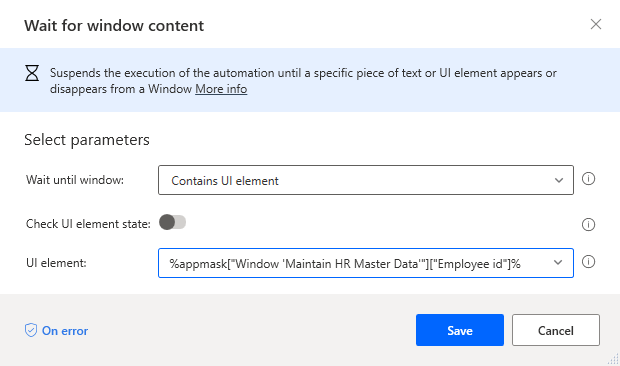 Wait for window content
Suspends the execution of the automation until a specific piece of text or UI element appears or
disappears from a Window More info
Select parameters
Wait until window: Contains UI element
Check UI element state:
UI element: %appmask["Window 'Maintain HR Master Data'"]["Employee id"]%
On error Save Cancel